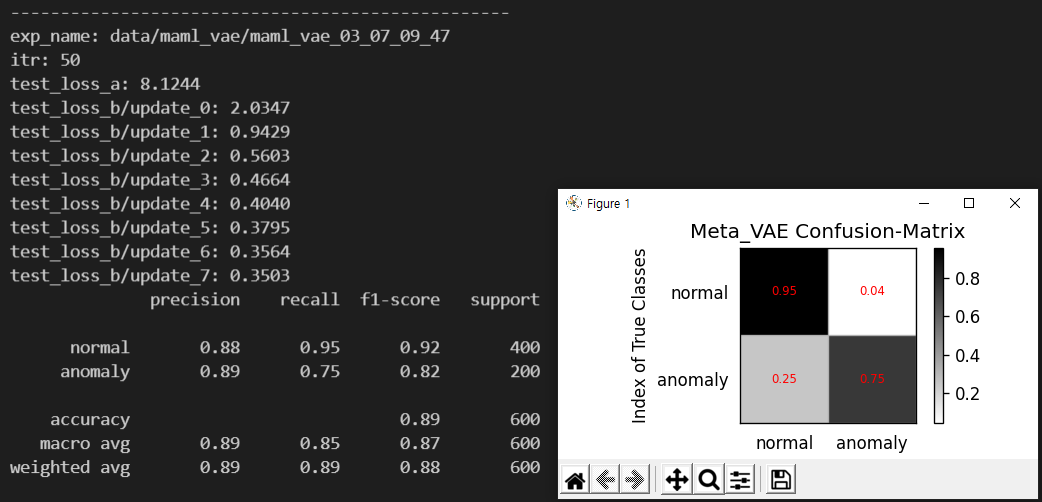 --------------------------------------------------
exp_name: data/maml_vae/maml_vae_03_07_09_47
itr: 50
test_loss_a: 8.1244
test_loss_b/update_0: 2.0347
test_loss_b/update_1: 0.9429
test_loss_b/update_2: 0.5603
test_loss_b/update_3: 0.4664
test_loss_b/update_4: 0.4040
test_loss_b/update_5: 0.3795
test_loss_b/update_6: 0.3564
test_loss_b/update_7: 0.3503
precision recall f1-score support
normal 0.88 0.95 0.92 400
anomaly 0.89 0.75 0.82 200
accuracy 0.89 600
macro avg 0.89 0.85 0.87 600
weighted avg 0.89 0.89 0.88 600
Figure 1
Meta_VAE Confusion-Matrix
Index of True Classes
normal 0.95 0.04
anomaly 0.25 0.75
normal anomaly
0.8
0.6
0.4
0.2